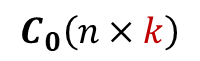 C₀(n × k)